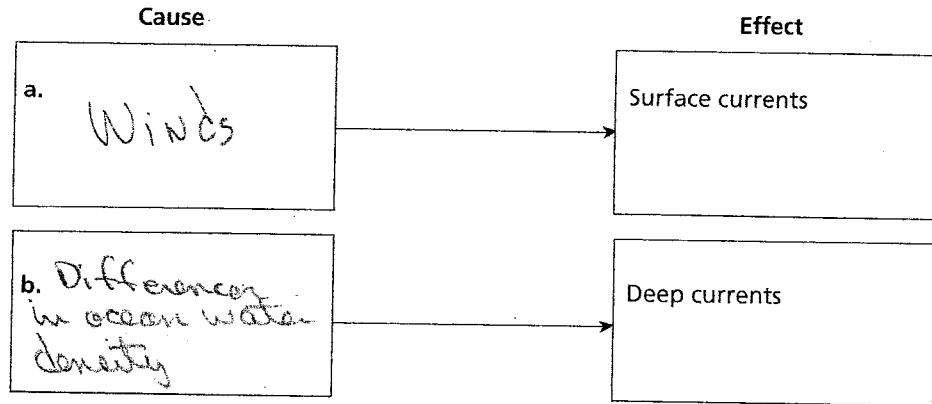 Cause
Effect
a.
Winds
Surface currents
b. Differences
in ocean water
density
Deep currents